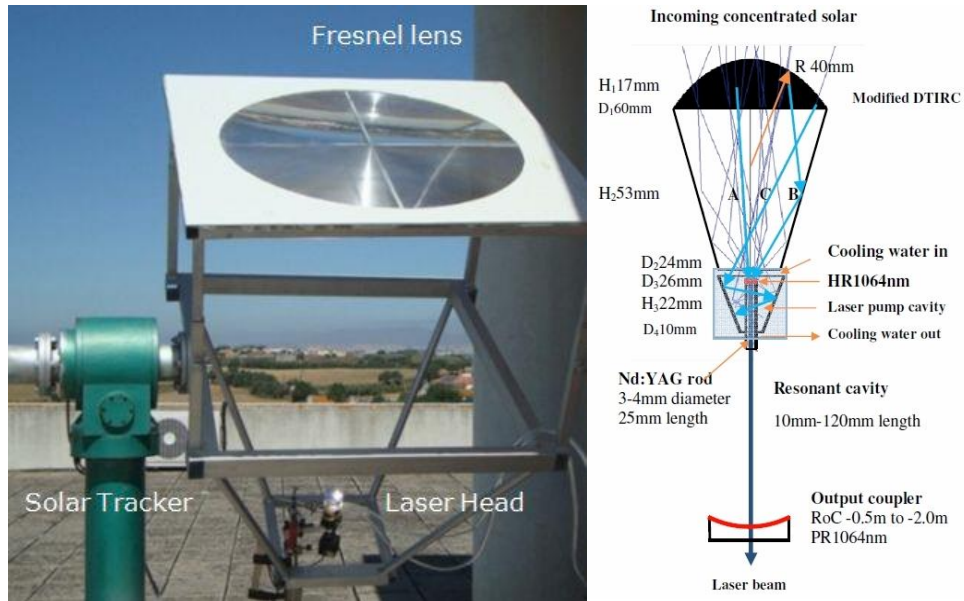 Fresnel lens
Solar Tracker
Laser Head
Incoming concentrated solar
R 40mm
H₁17mm
D₁60mm
Modified DTIRC
H₂53mm
A
C
B
Cooling water in
D₂24mm
D₃26mm
HR1064nm
H₃22mm
Laser pump cavity
D₄10mm
Cooling water out
Nd:YAG rod
3-4mm diameter
25mm length
Resonant cavity
10mm-120mm length
Output coupler
RoC -0.5m to -2.0m
PR1064nm
Laser beam